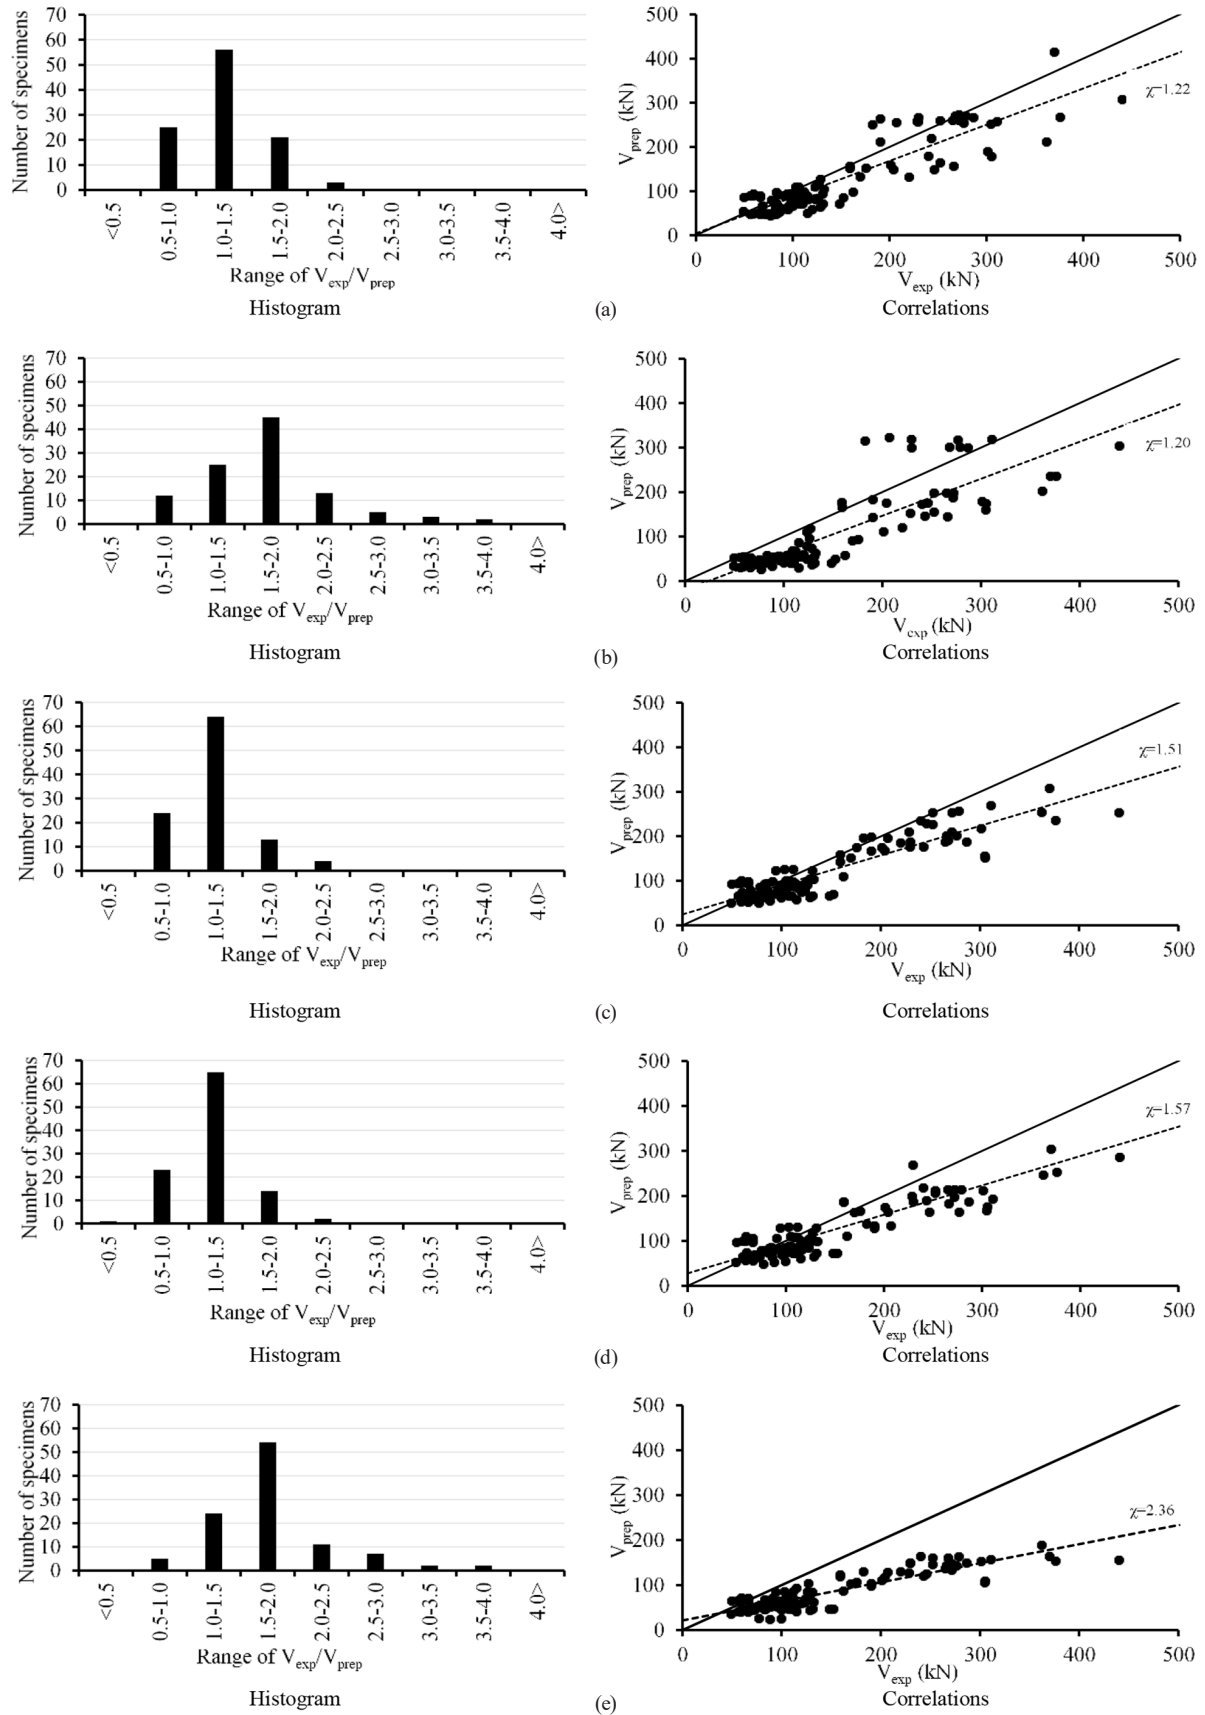 Number of specimens
70
60
50
40
30
20
10
0
<0.5
0.5-1.0
1.0-1.5
1.5-2.0
2.0-2.5
2.5-3.0
3.0-3.5
3.5-4.0
4.0>
Range of Vexp/Vprep
Histogram
(a)
Vprep (kN)
500
400
300
200
100
0
χ=1.22
0 100 200 300 400 500
Vexp (kN)
Correlations
Number of specimens
70
60
50
40
30
20
10
0
<0.5
0.5-1.0
1.0-1.5
1.5-2.0
2.0-2.5
2.5-3.0
3.0-3.5
3.5-4.0
4.0>
Range of Vexp/Vprep
Histogram
(b)
Vprep (kN)
500
400
300
200
100
0
χ=1.20
0 100 200 300 400 500
Vexp (kN)
Correlations
Number of specimens
70
60
50
40
30
20
10
0
<0.5
0.5-1.0
1.0-1.5
1.5-2.0
2.0-2.5
2.5-3.0
3.0-3.5
3.5-4.0
4.0>
Range of Vexp/Vprep
Histogram
(c)
Vprep (kN)
500
400
300
200
100
0
χ=1.51
0 100 200 300 400 500
Vexp (kN)
Correlations
Number of specimens
70
60
50
40
30
20
10
0
<0.5
0.5-1.0
1.0-1.5
1.5-2.0
2.0-2.5
2.5-3.0
3.0-3.5
3.5-4.0
4.0>
Range of Vexp/Vprep
Histogram
(d)
Vprep (kN)
500
400
300
200
100
0
χ=1.57
0 100 200 300 400 500
Vexp (kN)
Correlations
Number of specimens
70
60
50
40
30
20
10
0
<0.5
0.5-1.0
1.0-1.5
1.5-2.0
2.0-2.5
2.5-3.0
3.0-3.5
3.5-4.0
4.0>
Range of Vexp/Vprep
Histogram
(e)
Vprep (kN)
500
400
300
200
100
0
χ=2.36
0 100 200 300 400 500
Vexp (kN)
Correlations